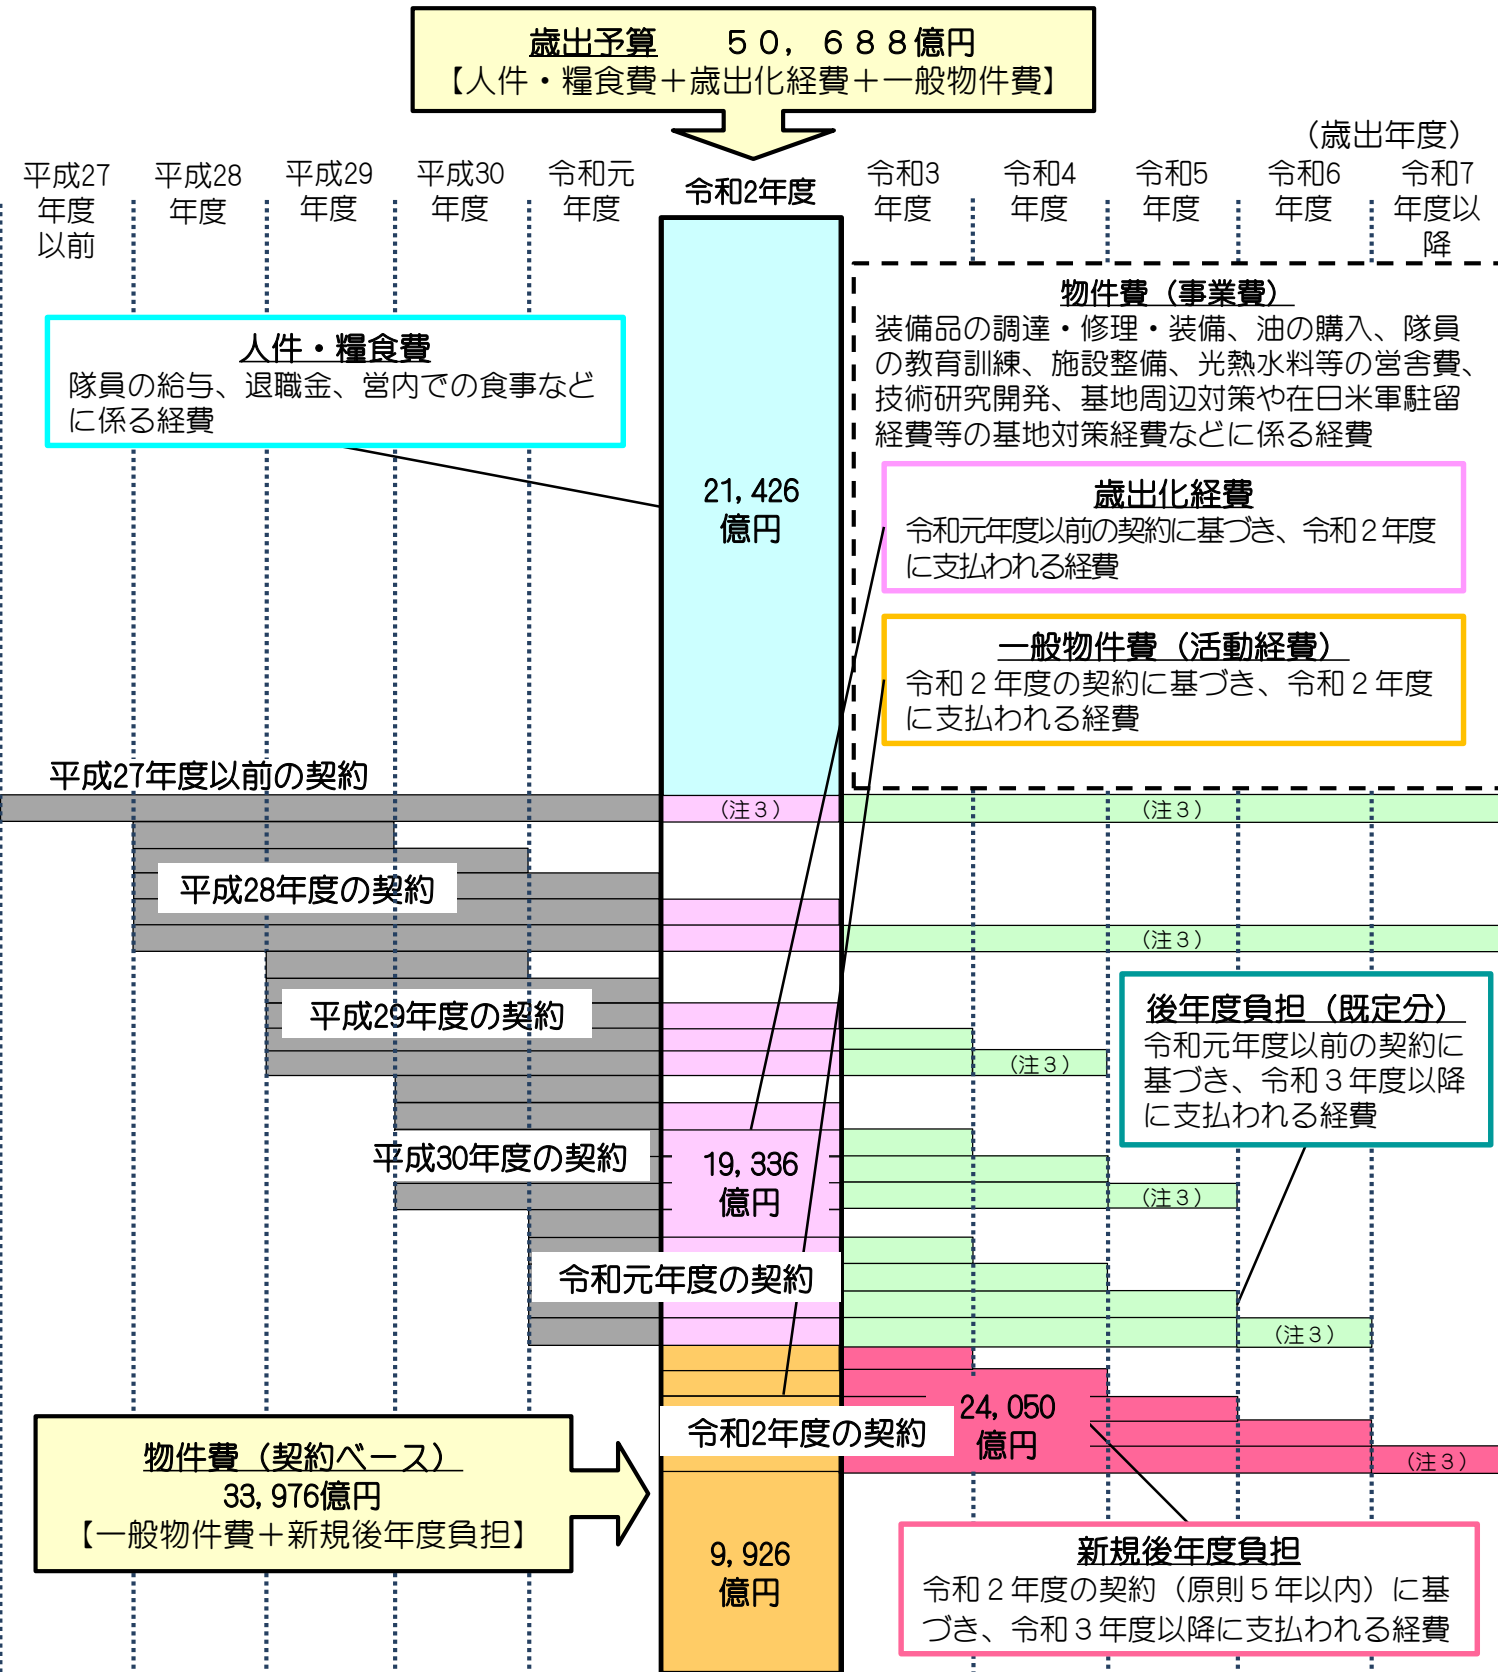 歳出予算　　５０，６８８億円
【人件・糧食費＋歳出化経費＋一般物件費】
（歳出年度）
平成27
年度
以前
平成28
年度
平成29
年度
平成30
年度
令和元
年度
令和2年度
令和3
年度
令和4
年度
令和5
年度
令和6
年度
令和7
年度以
降
人件・糧食費
隊員の給与、退職金、営内での食事など
に係る経費
21,426
億円
物件費（事業費）
装備品の調達・修理・装備、油の購入、隊員
の教育訓練、施設整備、光熱水料等の営舎費、
技術研究開発、基地周辺対策や在日米軍駐留
経費等の基地対策経費などに係る経費
歳出化経費
令和元年度以前の契約に基づき、令和２年度
に支払われる経費
一般物件費（活動経費）
令和２年度の契約に基づき、令和２年度
に支払われる経費
平成27年度以前の契約
（注３）
（注３）
平成28年度の契約
（注３）
平成29年度の契約
（注３）
後年度負担（既定分）
令和元年度以前の契約に
基づき、令和３年度以降
に支払われる経費
平成30年度の契約
19,336
億円
（注３）
令和元年度の契約
（注３）
令和2年度の契約
24,050
億円
（注３）
物件費（契約ベース）
33,976億円
【一般物件費＋新規後年度負担】
9,926
億円
新規後年度負担
令和２年度の契約（原則５年以内）に基
づき、令和３年度以降に支払われる経費